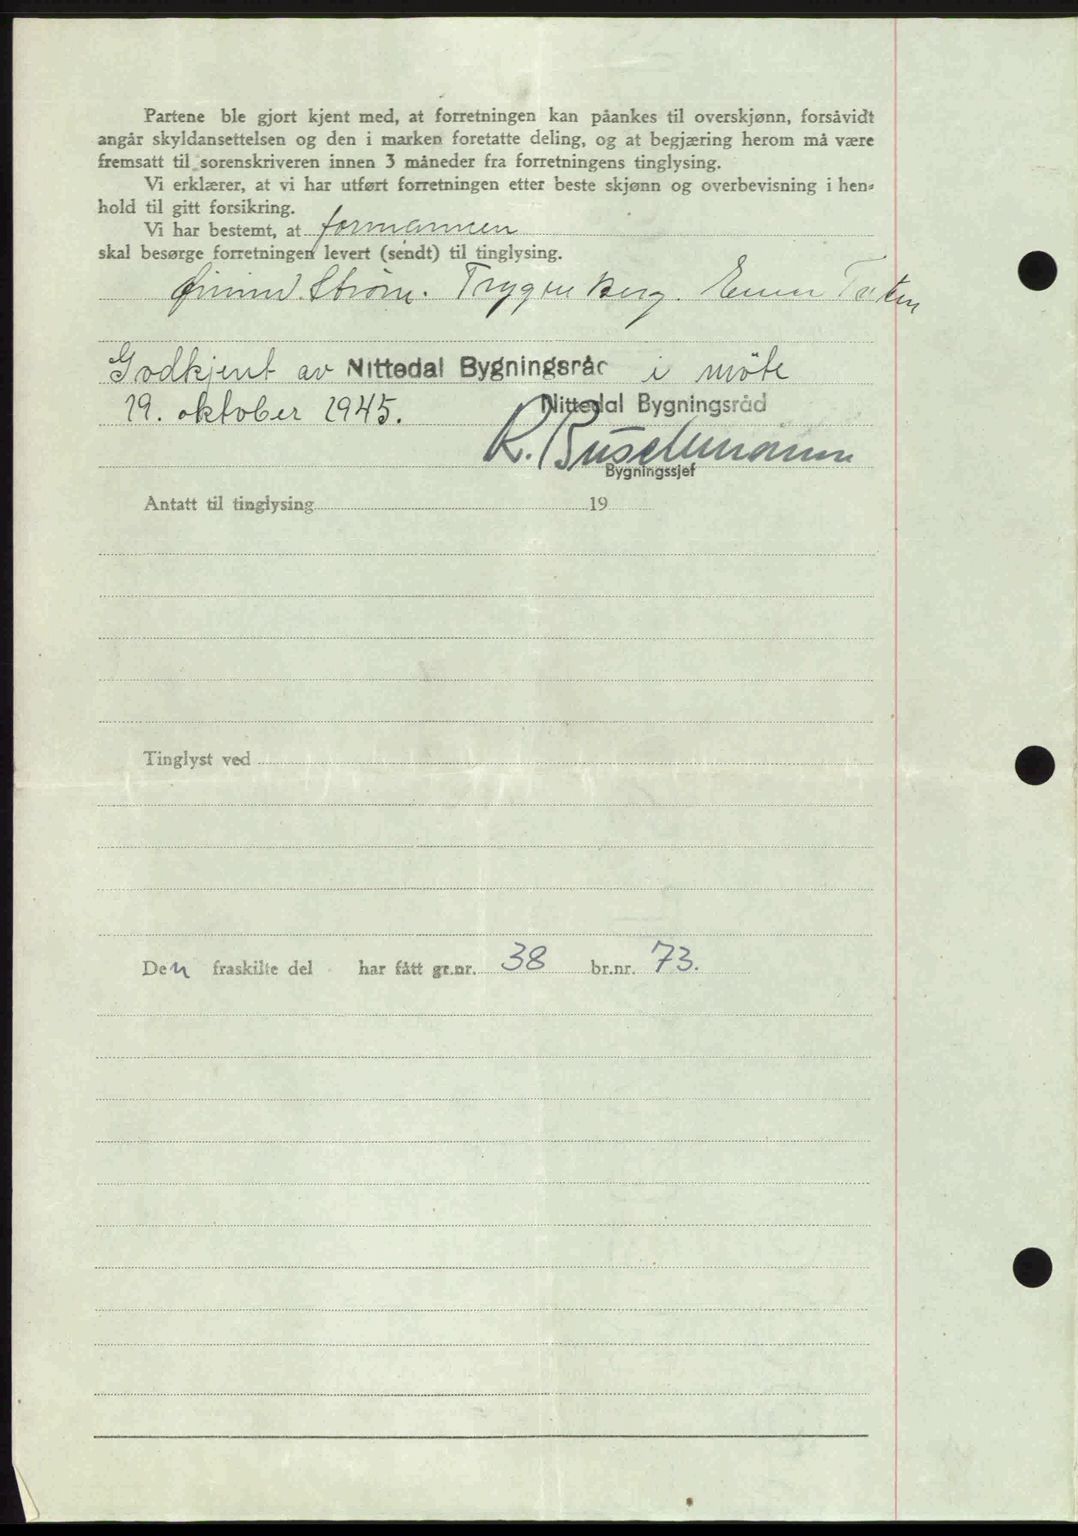 Partene ble gjort kjent med, at forretningen kan påankes til overskjønn, forsåvidt
angår skyldansettelsen og den i marken foretatte deling, og at begjæring herom må være
fremsatt til sorenskriveren innen 3 måneder fra forretningens tinglysing.
Vi erklærer, at vi har utført forretningen etter beste skjønn og overbevisning i hen-
hold til gitt forsikring.
Vi har bestemt, at formannen
skal besørge forretningen levert (sendt) til tinglysing.
Strøm. Trygve Berg.
Godkjent av Nittedal Bygningsråd i möte
19. oktober 1945. Nittedal Bygningsråd
R.
Bygningssjef
Antatt til tinglysing 19
Tinglyst ved
Den fraskilte del har fått gr.nr. 38 br.nr. 73.